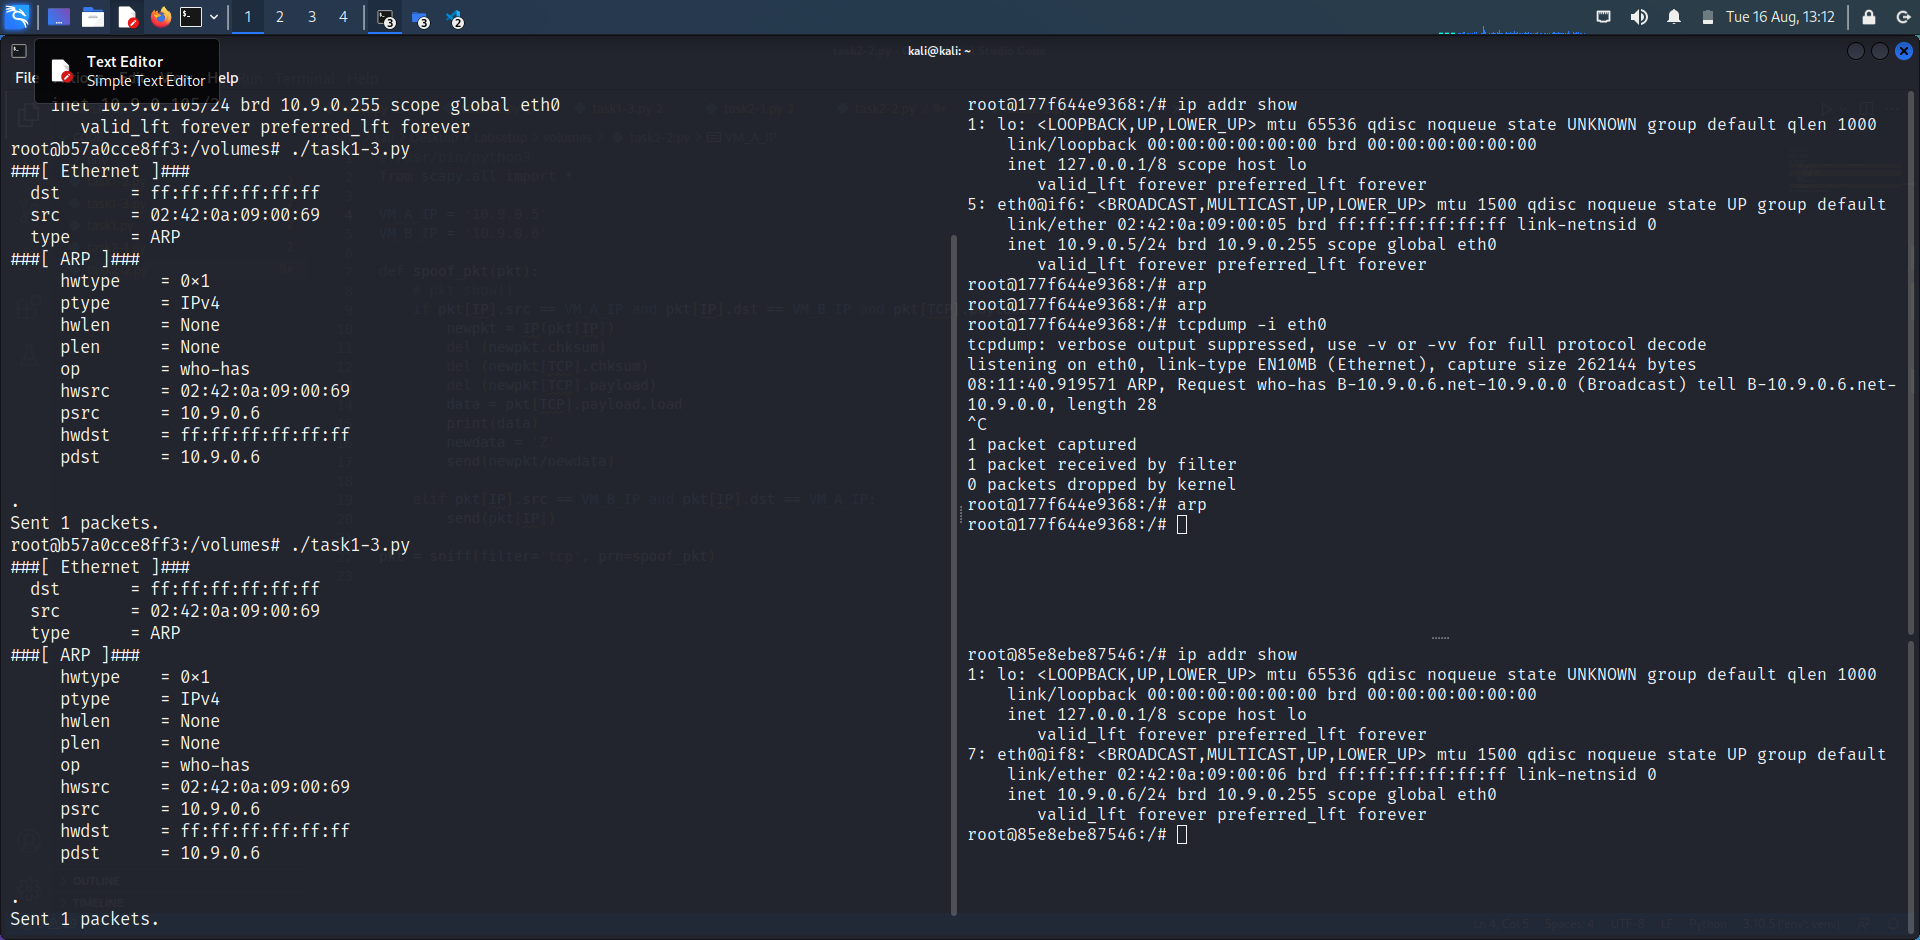 1 2 3 4 3 3 2 Tue 16 Aug, 13:12
kali@kali: ~
File Help
Text Editor
Simple Text Editor
inet 10.9.0.105/24 brd 10.9.0.255 scope global eth0
valid_lft forever preferred_lft forever
root@b57a0cce8ff3:/volumes# ./task1-3.py
###[ Ethernet ]###
dst = ff:ff:ff:ff:ff:ff
src = 02:42:0a:09:00:69
type = ARP
###[ ARP ]###
hwtype = 0×1
ptype = IPv4
hwlen = None
plen = None
op = who-has
hwsrc = 02:42:0a:09:00:69
psrc = 10.9.0.6
hwdst = ff:ff:ff:ff:ff:ff
pdst = 10.9.0.6
.
Sent 1 packets.
root@b57a0cce8ff3:/volumes# ./task1-3.py
###[ Ethernet ]###
dst = ff:ff:ff:ff:ff:ff
src = 02:42:0a:09:00:69
type = ARP
###[ ARP ]###
hwtype = 0×1
ptype = IPv4
hwlen = None
plen = None
op = who-has
hwsrc = 02:42:0a:09:00:69
psrc = 10.9.0.6
hwdst = ff:ff:ff:ff:ff:ff
pdst = 10.9.0.6
.
Sent 1 packets.
root@177f644e9368:/# ip addr show
1: lo: <LOOPBACK,UP,LOWER_UP> mtu 65536 qdisc noqueue state UNKNOWN group default qlen 1000
link/loopback 00:00:00:00:00:00 brd 00:00:00:00:00:00
inet 127.0.0.1/8 scope host lo
valid_lft forever preferred_lft forever
5: eth0@if6: <BROADCAST,MULTICAST,UP,LOWER_UP> mtu 1500 qdisc noqueue state UP group default
link/ether 02:42:0a:09:00:05 brd ff:ff:ff:ff:ff:ff link-netnsid 0
inet 10.9.0.5/24 brd 10.9.0.255 scope global eth0
valid_lft forever preferred_lft forever
root@177f644e9368:/# arp
root@177f644e9368:/# arp
root@177f644e9368:/# tcpdump -i eth0
tcpdump: verbose output suppressed, use -v or -vv for full protocol decode
listening on eth0, link-type EN10MB (Ethernet), capture size 262144 bytes
08:11:40.919571 ARP, Request who-has B-10.9.0.6.net-10.9.0.0 (Broadcast) tell B-10.9.0.6.net-
10.9.0.0, length 28
^C
1 packet captured
1 packet received by filter
0 packets dropped by kernel
root@177f644e9368:/# arp
root@177f644e9368:/#
root@85e8ebe87546:/# ip addr show
1: lo: <LOOPBACK,UP,LOWER_UP> mtu 65536 qdisc noqueue state UNKNOWN group default qlen 1000
link/loopback 00:00:00:00:00:00 brd 00:00:00:00:00:00
inet 127.0.0.1/8 scope host lo
valid_lft forever preferred_lft forever
7: eth0@if8: <BROADCAST,MULTICAST,UP,LOWER_UP> mtu 1500 qdisc noqueue state UP group default
link/ether 02:42:0a:09:00:06 brd ff:ff:ff:ff:ff:ff link-netnsid 0
inet 10.9.0.6/24 brd 10.9.0.255 scope global eth0
valid_lft forever preferred_lft forever
root@85e8ebe87546:/#